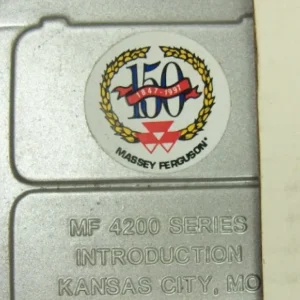 150
1847-1997
MASSEY FERGUSON
MF 4200 SERIES
INTRODUCTION
KANSAS CITY, MO